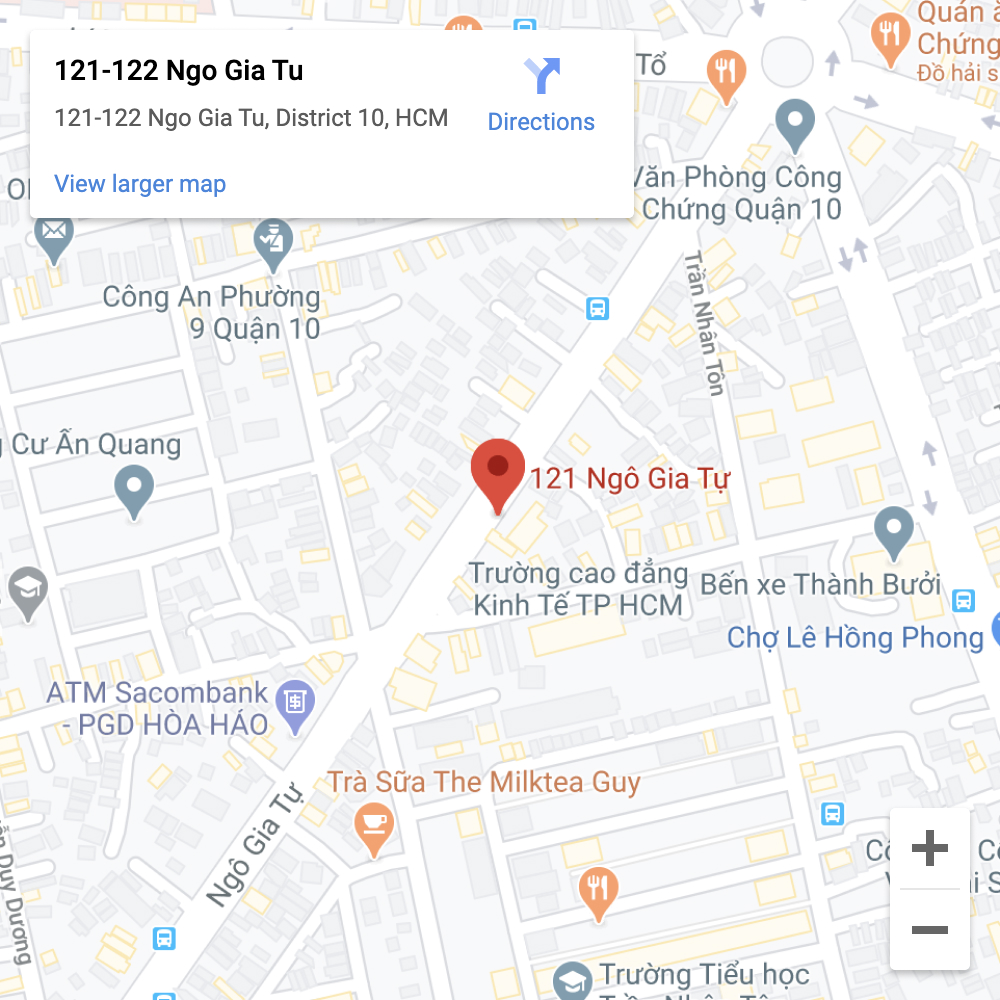 Quán
Chứng
Đồ hải s
Tổ
121-122 Ngo Gia Tu
121-122 Ngo Gia Tu, District 10, HCM
Directions
View larger map
Văn Phòng Công
Chứng Quận 10
Công An Phường
9 Quận 10
Trần Nhân Tôn
Cư Ấn Quang
121 Ngô Gia Tự
Trường cao đẳng
Kinh Tế TP HCM
Bến xe Thành Bưởi
Chợ Lê Hồng Phong
ATM Sacombank
- PGD HÒA HẢO
Trà Sữa The Milktea Guy
Ngô Gia Tự
Duy Dương
Trường Tiểu học